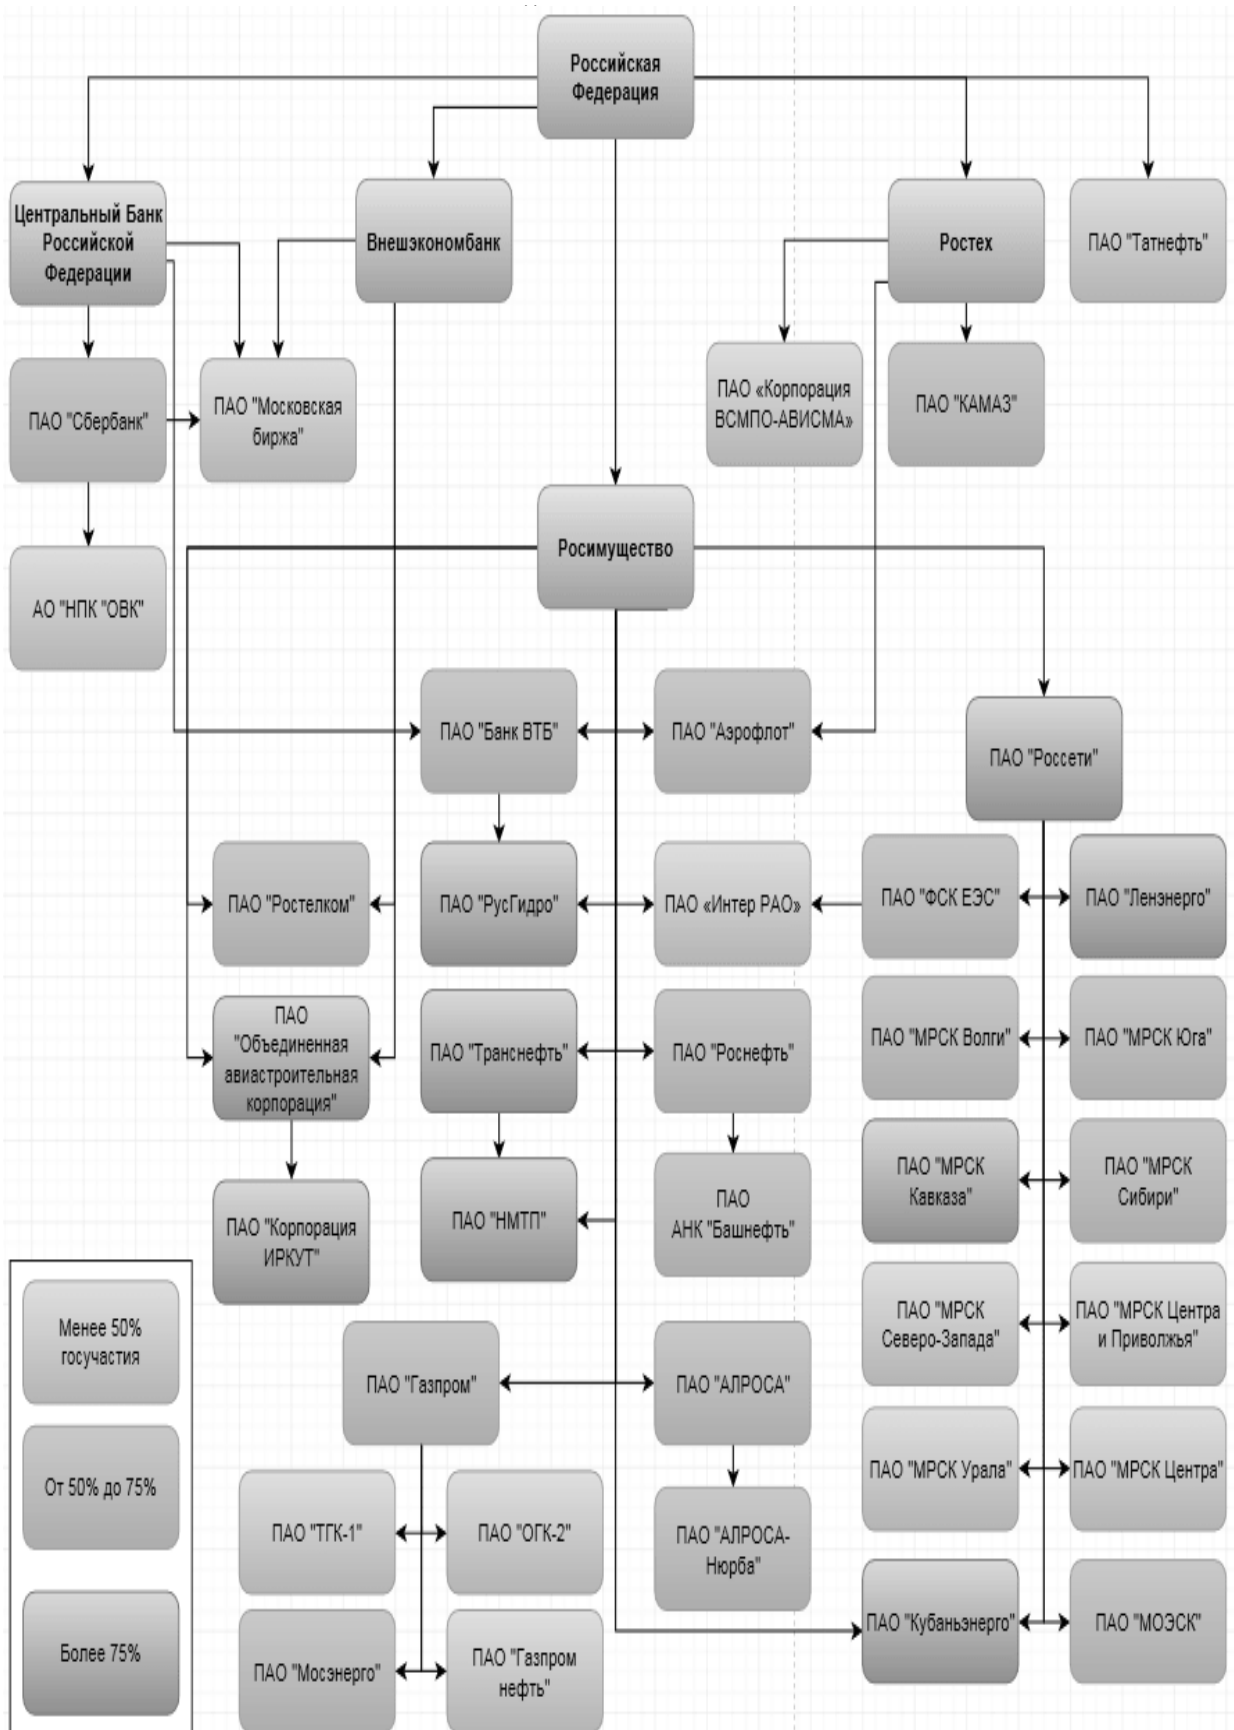 Российская
Федерация
Центральный Банк
Российской
Федерации
Внешэкономбанк
Ростех
ПАО "Татнефть"
ПАО "Сбербанк"
ПАО "Московская
биржа"
ПАО «Корпорация
ВСМПО-АВИСМА»
ПАО "КАМАЗ"
Росимущество
АО "НПК "ОВК"
ПАО "Банк ВТБ"
ПАО "Аэрофлот"
ПАО "Россети"
ПАО "Ростелком"
ПАО "РусГидро"
ПАО «Интер РАО»
ПАО "ФСК ЕЭС"
ПАО "Ленэнерго"
ПАО
"Объединенная
авиастроительная
корпорация"
ПАО "Транснефть"
ПАО "Роснефть"
ПАО "МРСК Волги"
ПАО "МРСК Юга"
ПАО "Корпорация
ИРКУТ"
ПАО "НМТП"
ПАО
АНК "Башнефть"
ПАО "МРСК
Кавказа"
ПАО "МРСК
Сибири"
Менее 50%
госучастия
ПАО "Газпром"
ПАО "АЛРОСА"
ПАО "МРСК
Северо-Запада"
ПАО "МРСК Центра
и Приволжья"
От 50% до 75%
ПАО "ТГК-1"
ПАО "ОГК-2"
ПАО "АЛРОСА-
Нюрба"
ПАО "МРСК Урала"
ПАО "МРСК Центра"
Более 75%
ПАО "Мосэнерго"
ПАО "Газпром
нефть"
ПАО "Кубаньэнерго"
ПАО "МОЭСК"